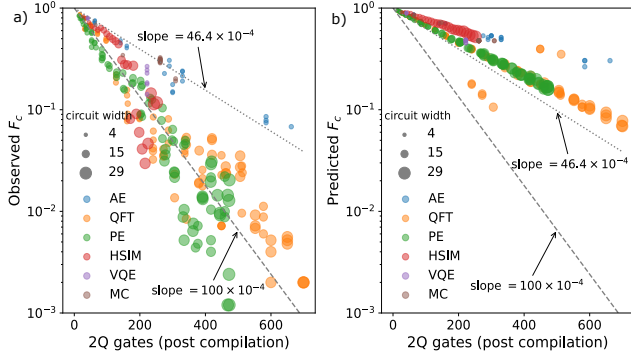 a)
10⁰
10⁻¹
10⁻²
10⁻³
Observed F_c
slope = 46.4 × 10⁻⁴
circuit width
4
15
29
AE
QFT
PE
HSIM
VQE
MC
slope = 100 × 10⁻⁴
0 200 400 600
2Q gates (post compilation)
b)
10⁰
10⁻¹
10⁻²
10⁻³
Predicted F_c
circuit width
4
15
29
slope = 46.4 × 10⁻⁴
AE
QFT
PE
HSIM
VQE
MC
slope = 100 × 10⁻⁴
0 200 400 600
2Q gates (post compilation)